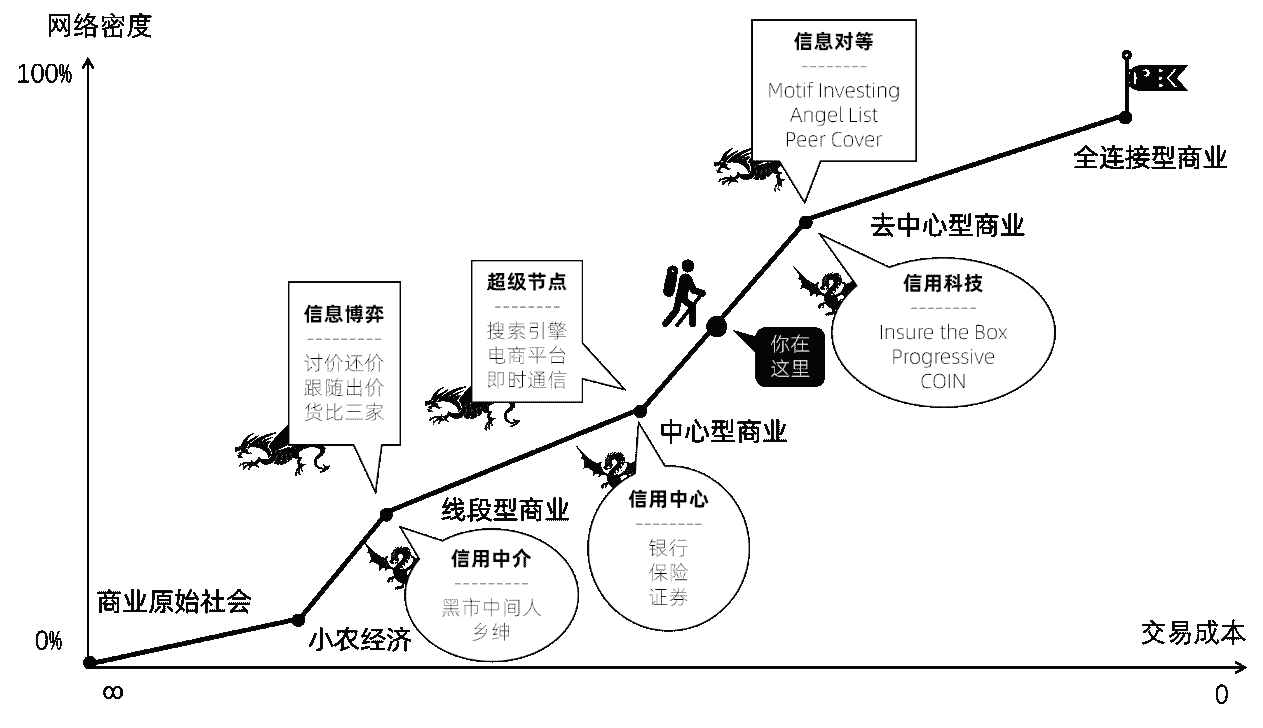 网络密度
100%
信息对等
Motif Investing
Angel List
Peer Cover
全连接型商业
去中心型商业
信用科技
Insure the Box
Progressive
COIN
超级节点
搜索引擎
电商平台
即时通信
信息博弈
讨价还价
跟随出价
货比三家
你在
这里
中心型商业
信用中心
银行
保险
证券
线段型商业
信用中介
黑市中间人
乡绅
商业原始社会
小农经济
0%
交易成本
∞
0